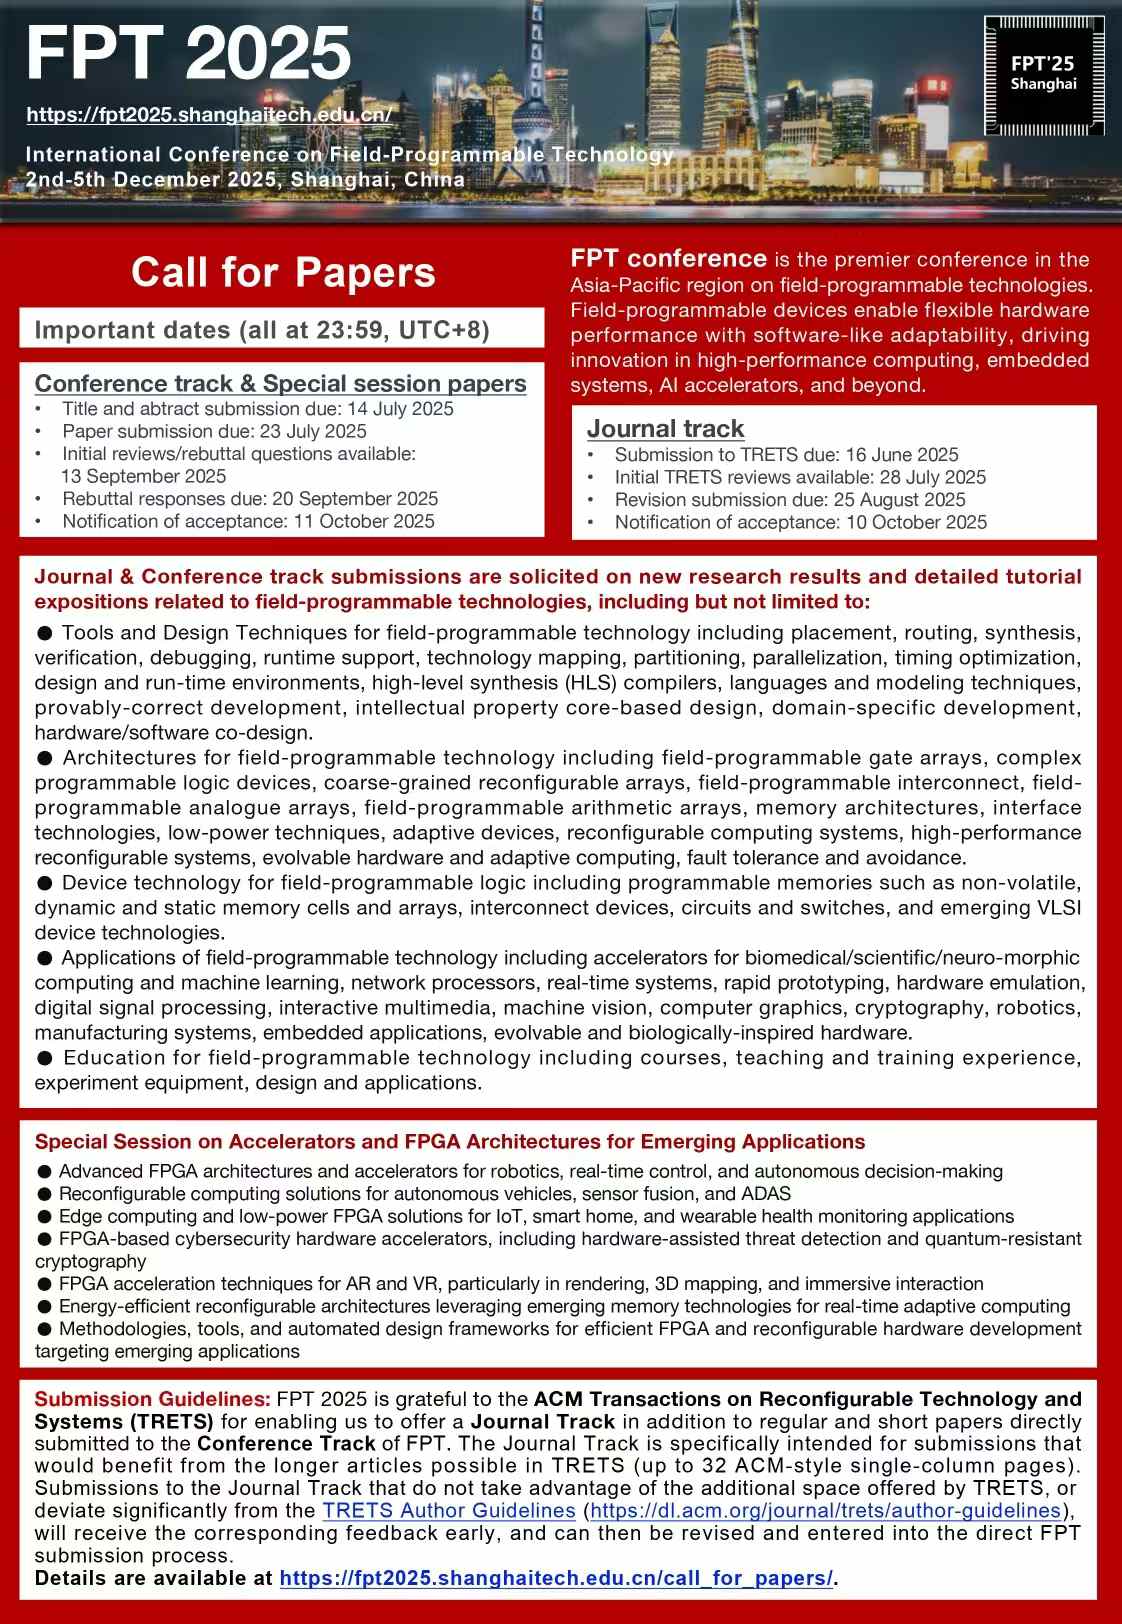 FPT 2025
https://fpt2025.shanghaitech.edu.cn/
International Conference on Field-Programmable Technology
2nd-5th December 2025, Shanghai, China
FPT'25
Shanghai
Call for Papers
Important dates (all at 23:59, UTC+8)
Conference track & Special session papers
• Title and abtract submission due: 14 July 2025
• Paper submission due: 23 July 2025
• Initial reviews/rebuttal questions available:
13 September 2025
• Rebuttal responses due: 20 September 2025
• Notification of acceptance: 11 October 2025
FPT conference is the premier conference in the
Asia-Pacific region on field-programmable technologies.
Field-programmable devices enable flexible hardware
performance with software-like adaptability, driving
innovation in high-performance computing, embedded
systems, AI accelerators, and beyond.
Journal track
• Submission to TRETS due: 16 June 2025
• Initial TRETS reviews available: 28 July 2025
• Revision submission due: 25 August 2025
• Notification of acceptance: 10 October 2025
Journal & Conference track submissions are solicited on new research results and detailed tutorial
expositions related to field-programmable technologies, including but not limited to:
● Tools and Design Techniques for field-programmable technology including placement, routing, synthesis,
verification, debugging, runtime support, technology mapping, partitioning, parallelization, timing optimization,
design and run-time environments, high-level synthesis (HLS) compilers, languages and modeling techniques,
provably-correct development, intellectual property core-based design, domain-specific development,
hardware/software co-design.
● Architectures for field-programmable technology including field-programmable gate arrays, complex
programmable logic devices, coarse-grained reconfigurable arrays, field-programmable interconnect, field-
programmable analogue arrays, field-programmable arithmetic arrays, memory architectures, interface
technologies, low-power techniques, adaptive devices, reconfigurable computing systems, high-performance
reconfigurable systems, evolvable hardware and adaptive computing, fault tolerance and avoidance.
● Device technology for field-programmable logic including programmable memories such as non-volatile,
dynamic and static memory cells and arrays, interconnect devices, circuits and switches, and emerging VLSI
device technologies.
● Applications of field-programmable technology including accelerators for biomedical/scientific/neuro-morphic
computing and machine learning, network processors, real-time systems, rapid prototyping, hardware emulation,
digital signal processing, interactive multimedia, machine vision, computer graphics, cryptography, robotics,
manufacturing systems, embedded applications, evolvable and biologically-inspired hardware.
● Education for field-programmable technology including courses, teaching and training experience,
experiment equipment, design and applications.
Special Session on Accelerators and FPGA Architectures for Emerging Applications
● Advanced FPGA architectures and accelerators for robotics, real-time control, and autonomous decision-making
● Reconfigurable computing solutions for autonomous vehicles, sensor fusion, and ADAS
● Edge computing and low-power FPGA solutions for IoT, smart home, and wearable health monitoring applications
● FPGA-based cybersecurity hardware accelerators, including hardware-assisted threat detection and quantum-resistant
cryptography
● FPGA acceleration techniques for AR and VR, particularly in rendering, 3D mapping, and immersive interaction
● Energy-efficient reconfigurable architectures leveraging emerging memory technologies for real-time adaptive computing
● Methodologies, tools, and automated design frameworks for efficient FPGA and reconfigurable hardware development
targeting emerging applications
Submission Guidelines: FPT 2025 is grateful to the ACM Transactions on Reconfigurable Technology and
Systems (TRETS) for enabling us to offer a Journal Track in addition to regular and short papers directly
submitted to the Conference Track of FPT. The Journal Track is specifically intended for submissions that
would benefit from the longer articles possible in TRETS (up to 32 ACM-style single-column pages).
Submissions to the Journal Track that do not take advantage of the additional space offered by TRETS, or
deviate significantly from the TRETS Author Guidelines (https://dl.acm.org/journal/trets/author-guidelines),
will receive the corresponding feedback early, and can then be revised and entered into the direct FPT
submission process.
Details are available at https://fpt2025.shanghaitech.edu.cn/call_for_papers/.